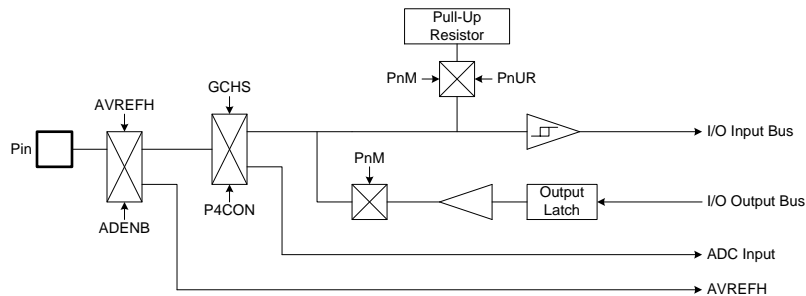 Pull-Up
Resistor
PnM
PnUR
GCHS
AVREFH
Pin
I/O Input Bus
PnM
Output
Latch
I/O Output Bus
P4CON
ADENB
ADC Input
AVREFH